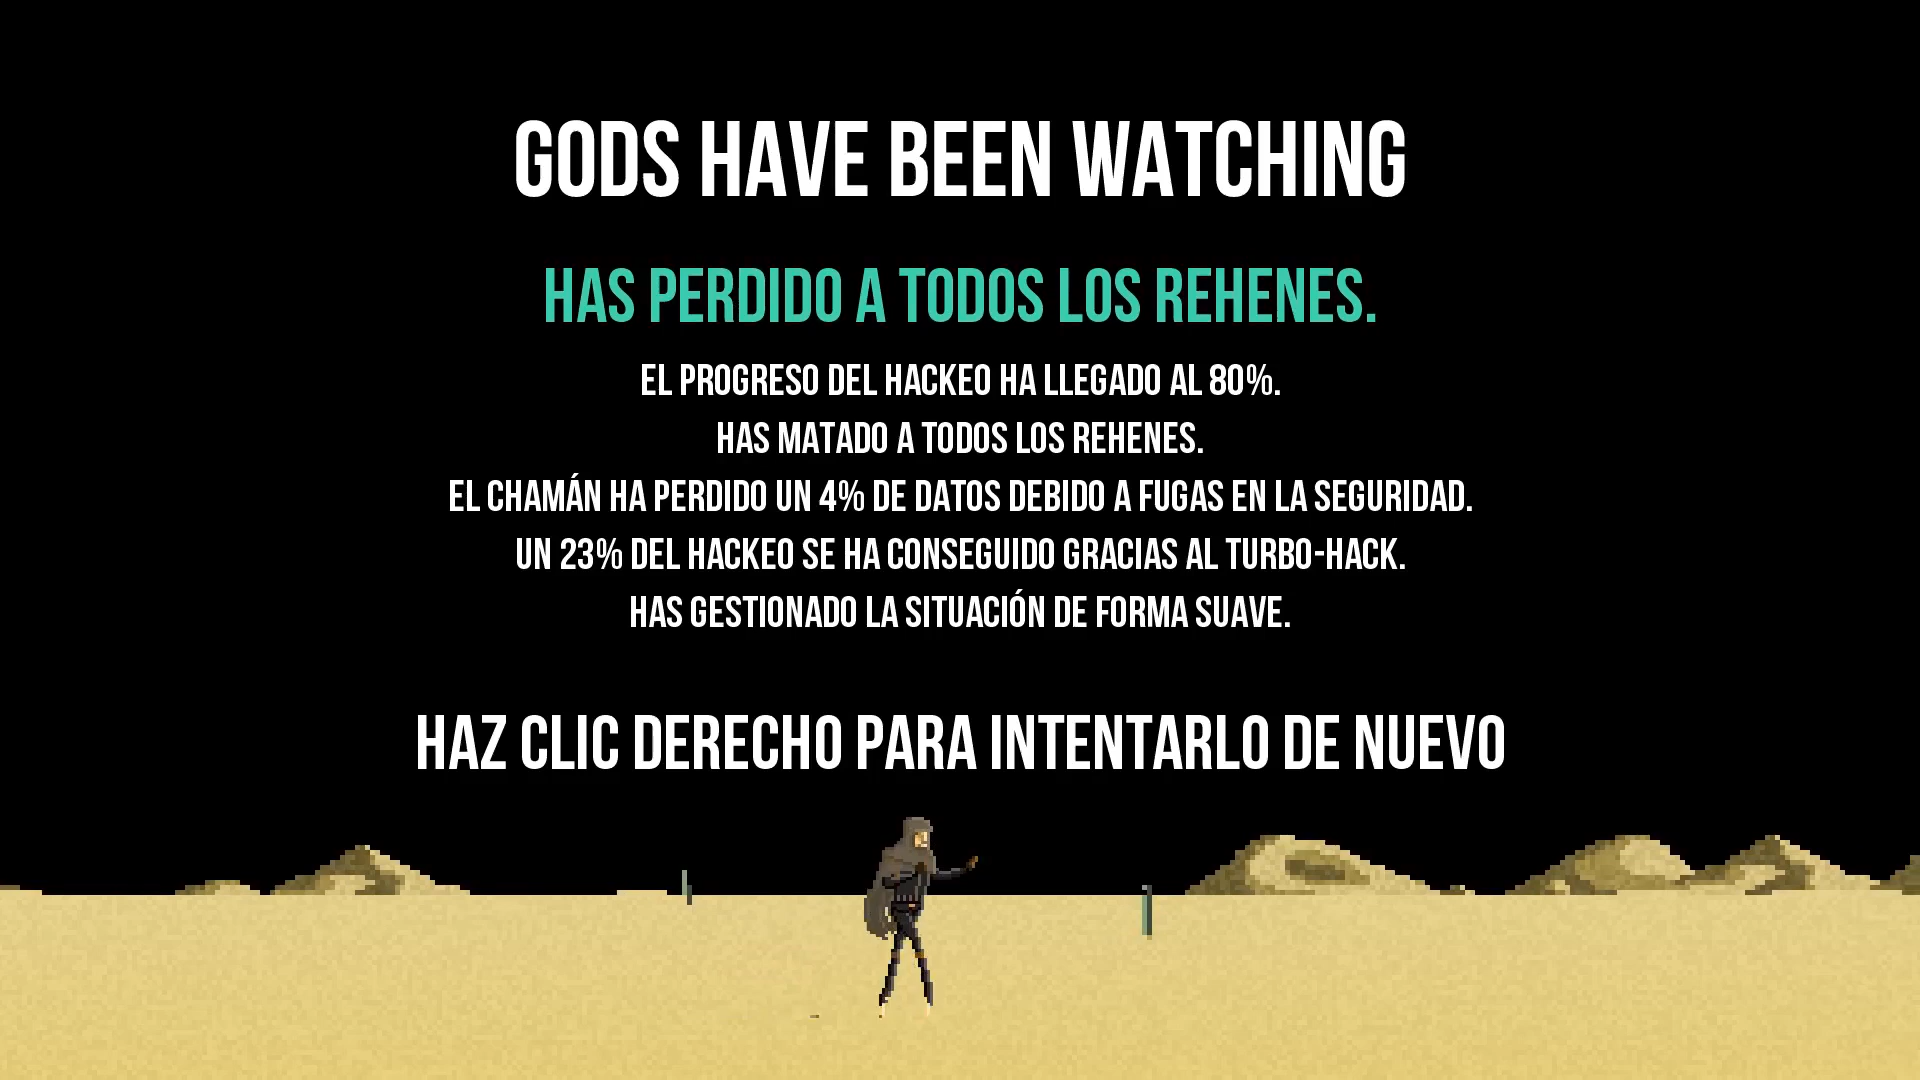 GODS HAVE BEEN WATCHING
HAS PERDIDO A TODOS LOS REHENES.
EL PROGRESO DEL HACKEO HA LLEGADO AL 80%.
HAS MATADO A TODOS LOS REHENES.
EL CHAMÁN HA PERDIDO UN 4% DE DATOS DEBIDO A FUGAS EN LA SEGURIDAD.
UN 23% DEL HACKEO SE HA CONSEGUIDO GRACIAS AL TURBO-HACK.
HAS GESTIONADO LA SITUACIÓN DE FORMA SUAVE.
HAZ CLIC DERECHO PARA INTENTARLO DE NUEVO